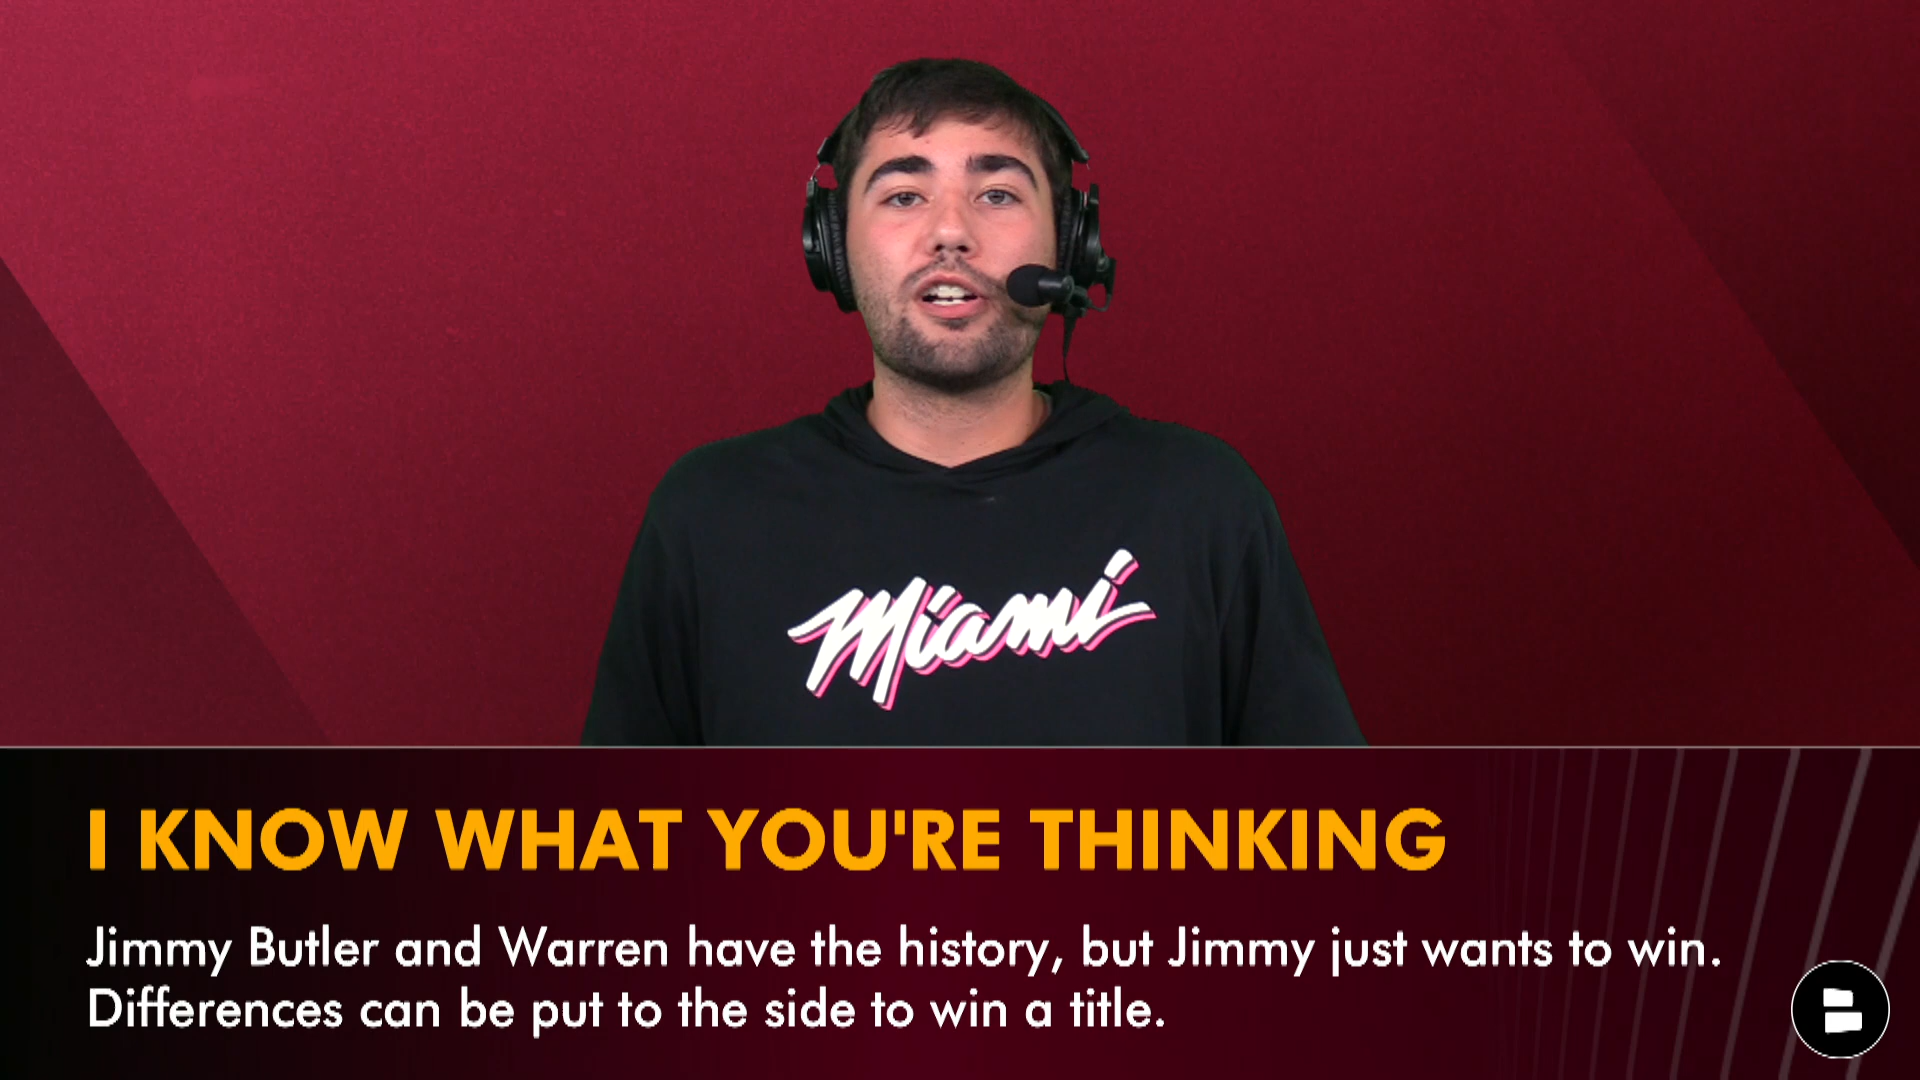 Miami
I KNOW WHAT YOU'RE THINKING
Jimmy Butler and Warren have the history, but Jimmy just wants to win.
Differences can be put to the side to win a title.